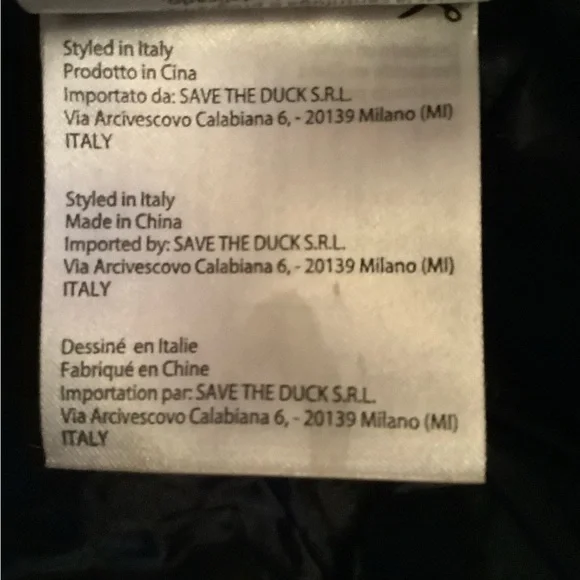 Styled in Italy
Prodotto in Cina
Importato da: SAVE THE DUCK S.R.L.
Via Arcivescovo Calabiana 6, - 20139 Milano (MI)
ITALY
Styled in Italy
Made in China
Imported by: SAVE THE DUCK S.R.L.
Via Arcivescovo Calabiana 6, - 20139 Milano (MI)
ITALY
Dessiné en Italie
Fabriqué en Chine
Importation par: SAVE THE DUCK S.R.L.
Via Arcivescovo Calabiana 6, - 20139 Milano (MI)
ITALY